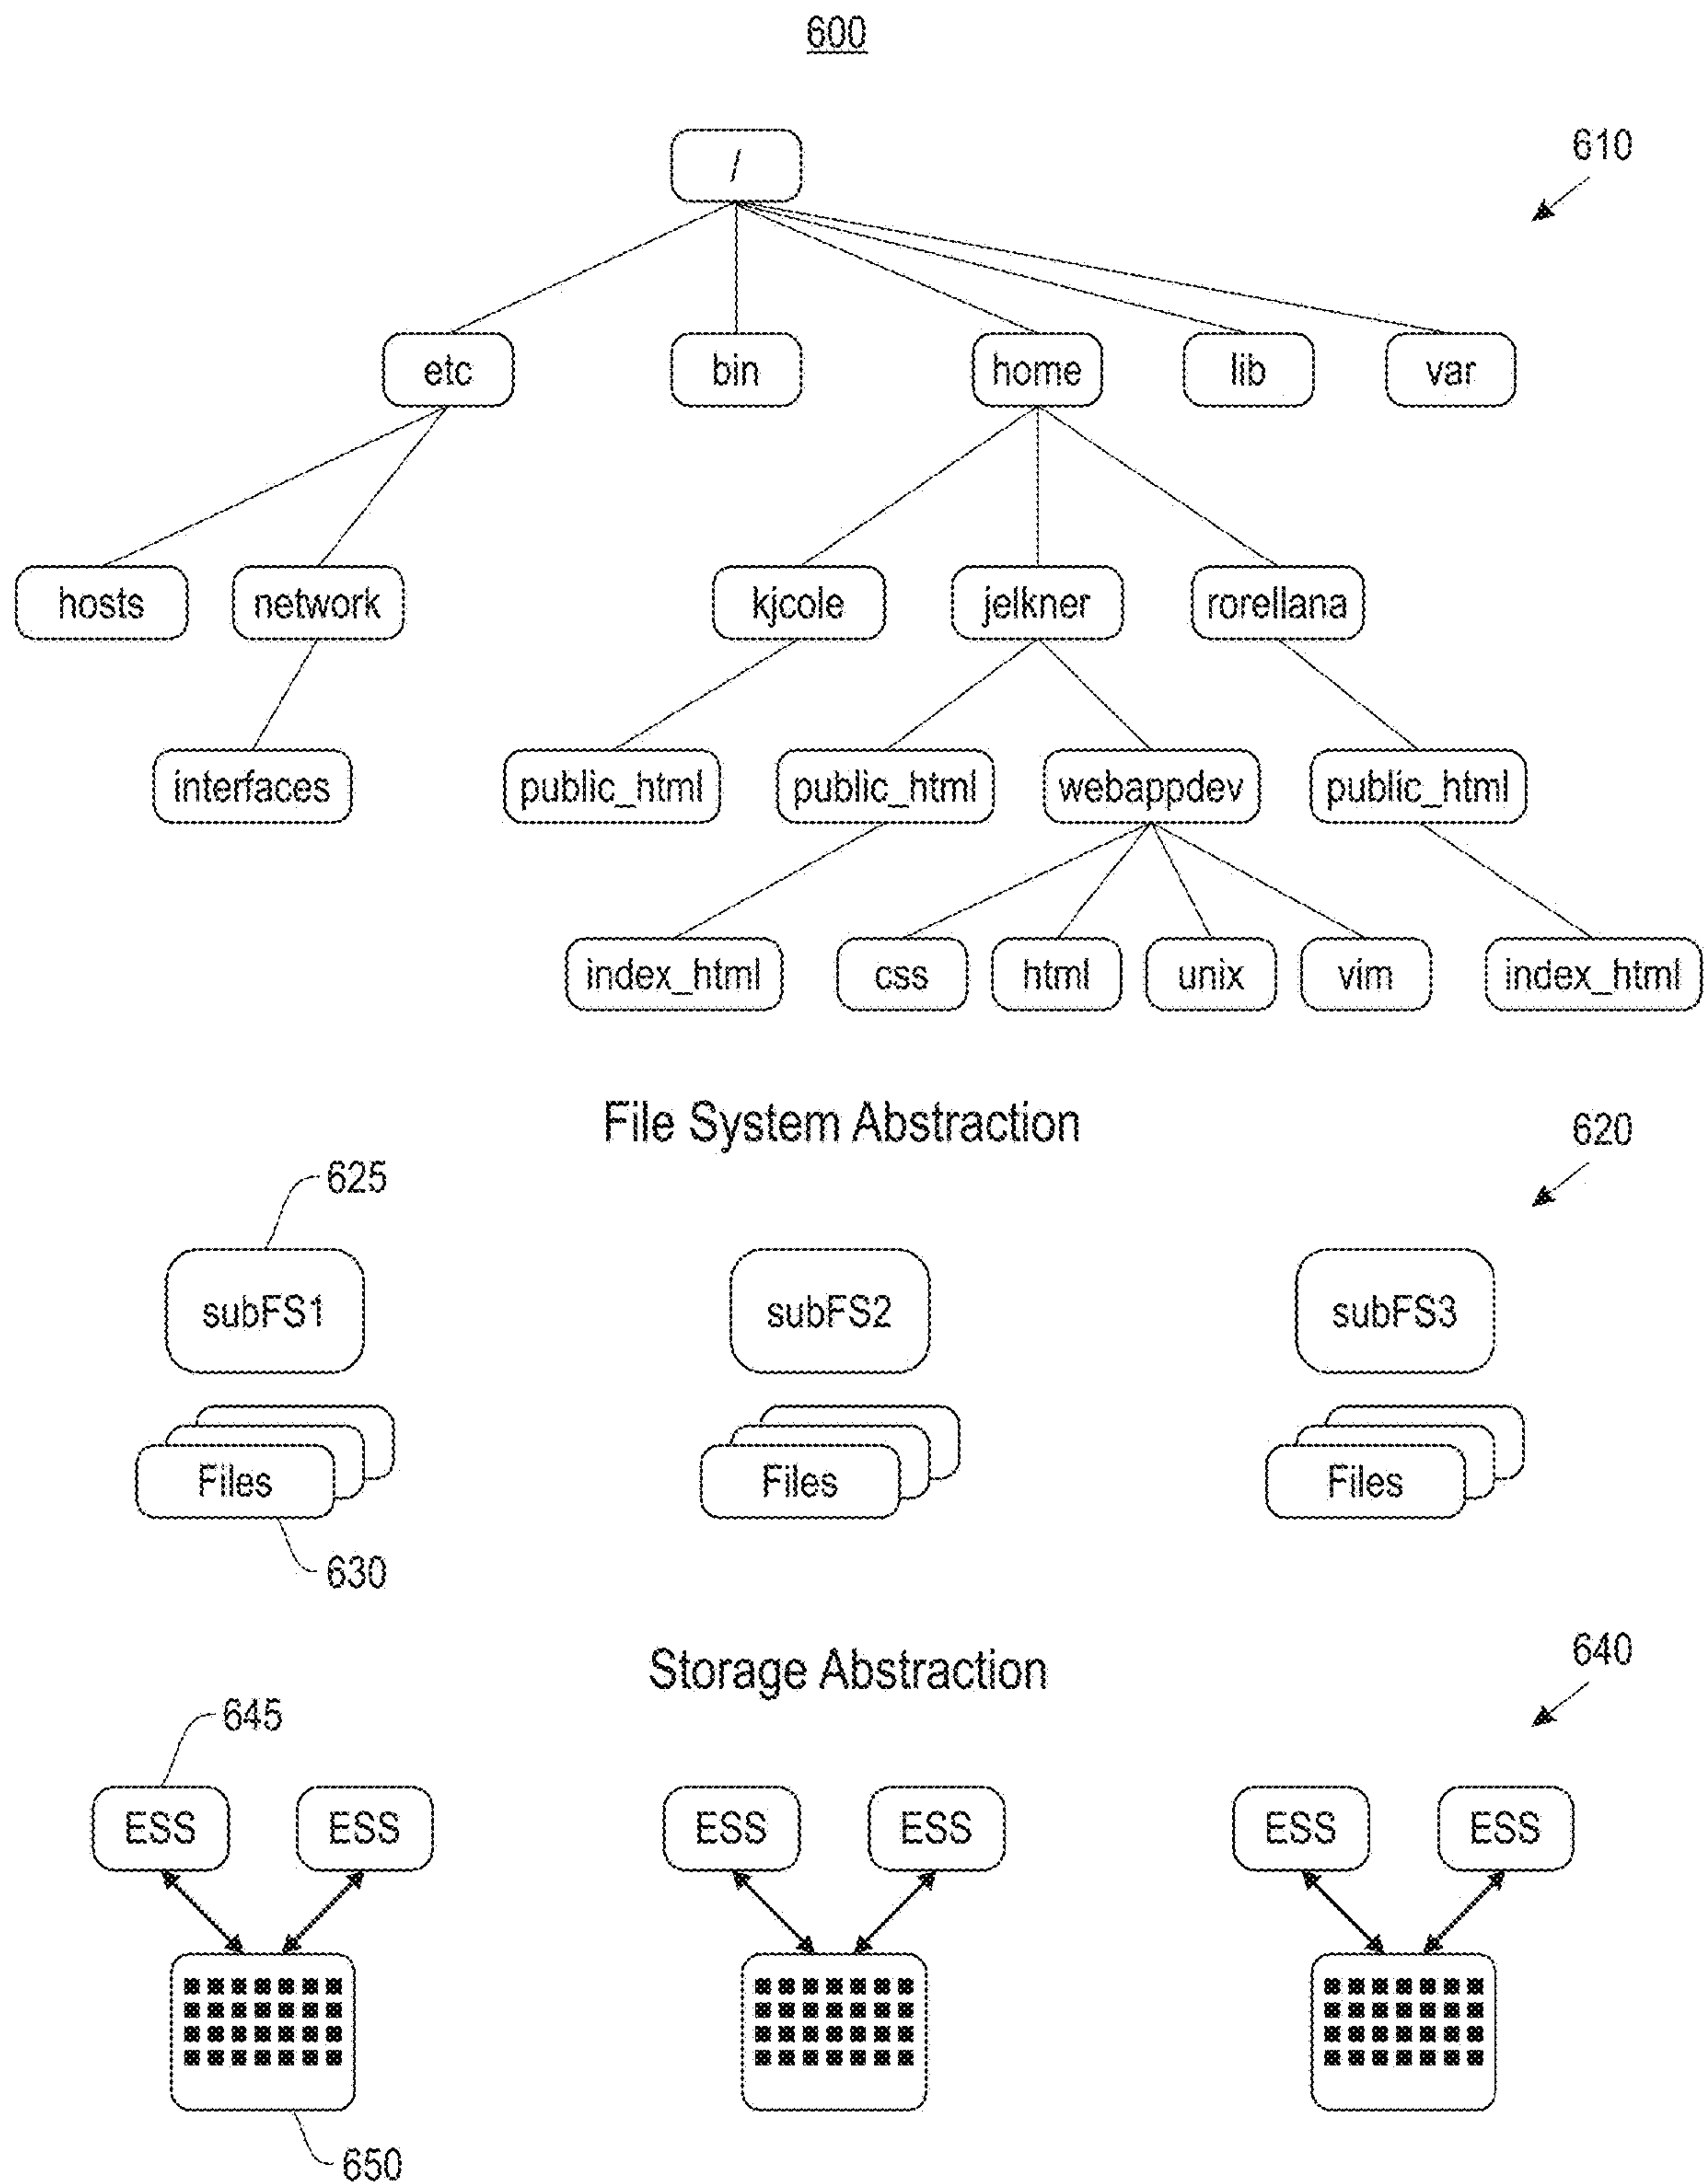 600
610
/
etc bin home lib var
hosts network kjcole jelkner rorellana
interfaces public_html public_html webappdev public_html
index_html css html unix vim index_html
File System Abstraction
620
625
subFS1 subFS2 subFS3
Files Files Files
630
Storage Abstraction
640
645
ESS ESS ESS ESS ESS ESS
650